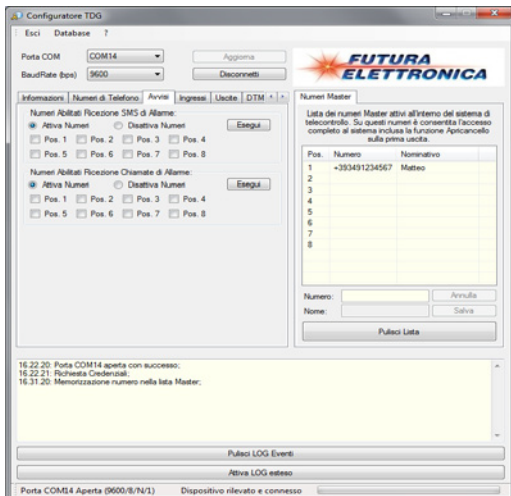 Configuratore TDG
Esci Database ?
Porta COM COM14 Aggiorna
BaudRate (bps) 9600 Disconnetti
FUTURA
ELETTRONICA
Informazioni Numeri di Telefono Avvisi Ingressi Uscite DTM
Numeri Abilitati Ricezione SMS di Allarme:
Attiva Numeri Disattiva Numeri Esegui
Pos. 1 Pos. 2 Pos. 3 Pos. 4
Pos. 5 Pos. 6 Pos. 7 Pos. 8
Numeri Abilitati Ricezione Chiamate di Allarme:
Attiva Numeri Disattiva Numeri Esegui
Pos. 1 Pos. 2 Pos. 3 Pos. 4
Pos. 5 Pos. 6 Pos. 7 Pos. 8
Numeri Master
Lista dei numeri Master attivi all'interno del sistema di
telecontrollo. Su questi numeri è consentita l'accesso
completo al sistema inclusa la funzione Apricancello
sulla prima uscita.
Pos. Numero Nominativo
1 +393491234567 Matteo
2
3
4
5
6
7
8
Numero: Annulla
Nome: Salva
Pulisci Lista
16.22.20: Porta COM14 aperta con successo;
16.22.21: Richiesta Credenziali;
16.31.20: Memorizzazione numero nella lista Master;
Pulisci LOG Eventi
Attiva LOG esteso
Porta COM14 Aperta (9600/8/N/1) Dispositivo rilevato e connesso